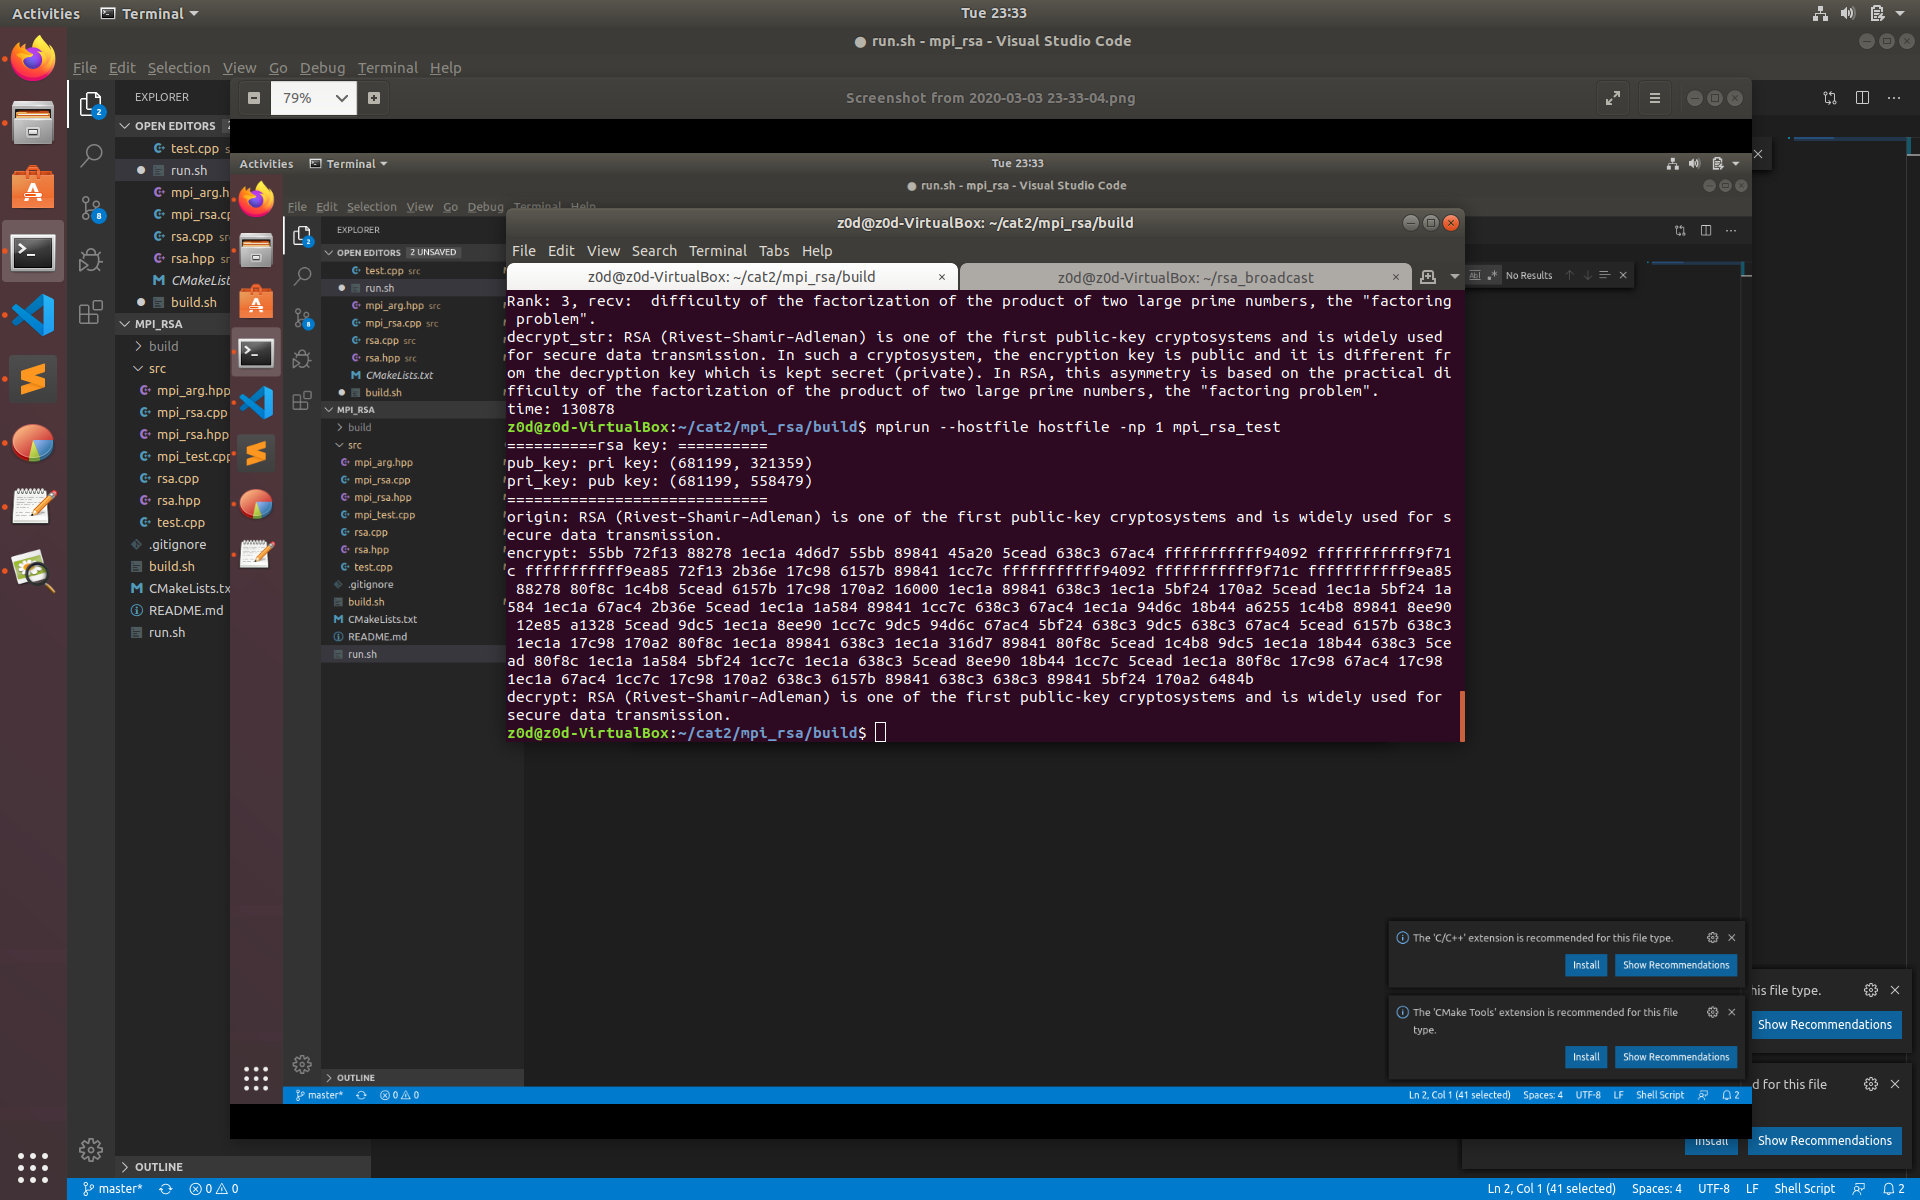 Activities Terminal Tue 23:33
run.sh - mpi_rsa - Visual Studio Code
File Edit Selection View Go Debug Terminal Help
79% Screenshot from 2020-03-03 23-33-04.png
EXPLORER
OPEN EDITORS 2
test.cpp
run.sh
mpi_arg.h
mpi_rsa.cp
rsa.cpp
rsa.hpp
CMakeLists
build.sh
MPI_RSA
build
src
mpi_arg.hpp
mpi_rsa.cpp
mpi_rsa.hpp
mpi_test.cpp
rsa.cpp
rsa.hpp
test.cpp
.gitignore
build.sh
CMakeLists.tx
README.md
run.sh
OUTLINE
Activities Terminal Tue 23:33
run.sh - mpi_rsa - Visual Studio Code
File Edit Selection View Go Debug Terminal Help
EXPLORER
OPEN EDITORS 2 UNSAVED
test.cpp src
run.sh
mpi_arg.hpp src
mpi_rsa.cpp src
rsa.cpp src
rsa.hpp src
CMakeLists.txt
build.sh
MPI_RSA
build
src
mpi_arg.hpp
mpi_rsa.cpp
mpi_rsa.hpp
mpi_test.cpp
rsa.cpp
rsa.hpp
test.cpp
.gitignore
build.sh
CMakeLists.txt
README.md
run.sh
OUTLINE
No Results
z0d@z0d-VirtualBox: ~/cat2/mpi_rsa/build
File Edit View Search Terminal Tabs Help
z0d@z0d-VirtualBox: ~/cat2/mpi_rsa/build z0d@z0d-VirtualBox: ~/rsa_broadcast
Rank: 3, recv:  difficulty of the factorization of the product of two large prime numbers, the "factoring
 problem".
decrypt_str: RSA (Rivest–Shamir–Adleman) is one of the first public-key cryptosystems and is widely used
for secure data transmission. In such a cryptosystem, the encryption key is public and it is different fr
om the decryption key which is kept secret (private). In RSA, this asymmetry is based on the practical di
fficulty of the factorization of the product of two large prime numbers, the "factoring problem".
time: 130878
z0d@z0d-VirtualBox:~/cat2/mpi_rsa/build$ mpirun --hostfile hostfile -np 1 mpi_rsa_test
==========rsa key: ==========
pub_key: pri key: (681199, 321359)
pri_key: pub key: (681199, 558479)
=============================
origin: RSA (Rivest–Shamir–Adleman) is one of the first public-key cryptosystems and is widely used for s
ecure data transmission.
encrypt: 55bb 72f13 88278 1ec1a 4d6d7 55bb 89841 45a20 5cead 638c3 67ac4 fffffffffff94092 fffffffffff9f71
c fffffffffff9ea85 72f13 2b36e 17c98 6157b 89841 1cc7c fffffffffff94092 fffffffffff9f71c fffffffffff9ea85
 88278 80f8c 1c4b8 5cead 6157b 17c98 170a2 16000 1ec1a 89841 638c3 1ec1a 5bf24 170a2 5cead 1ec1a 5bf24 1a
584 1ec1a 67ac4 2b36e 5cead 1ec1a 1a584 89841 1cc7c 638c3 67ac4 1ec1a 94d6c 18b44 a6255 1c4b8 89841 8ee90
 12e85 a1328 5cead 9dc5 1ec1a 8ee90 1cc7c 9dc5 94d6c 67ac4 5bf24 638c3 9dc5 638c3 67ac4 5cead 6157b 638c3
 1ec1a 17c98 170a2 80f8c 1ec1a 89841 638c3 1ec1a 316d7 89841 80f8c 5cead 1c4b8 9dc5 1ec1a 18b44 638c3 5ce
ad 80f8c 1ec1a 1a584 5bf24 1cc7c 1ec1a 638c3 5cead 8ee90 18b44 1cc7c 5cead 1ec1a 80f8c 17c98 67ac4 17c98
1ec1a 67ac4 1cc7c 17c98 170a2 638c3 6157b 89841 638c3 638c3 89841 5bf24 170a2 6484b
decrypt: RSA (Rivest–Shamir–Adleman) is one of the first public-key cryptosystems and is widely used for
secure data transmission.
z0d@z0d-VirtualBox:~/cat2/mpi_rsa/build$
The 'C/C++' extension is recommended for this file type.
Install Show Recommendations
The 'CMake Tools' extension is recommended for this file
type.
Install Show Recommendations
master* 0 0 Ln 2, Col 1 (41 selected) Spaces: 4 UTF-8 LF Shell Script 2
his file type.
Show Recommendations
d for this file
Install Show Recommendations
master* 0 0 Ln 2, Col 1 (41 selected) Spaces: 4 UTF-8 LF Shell Script 2